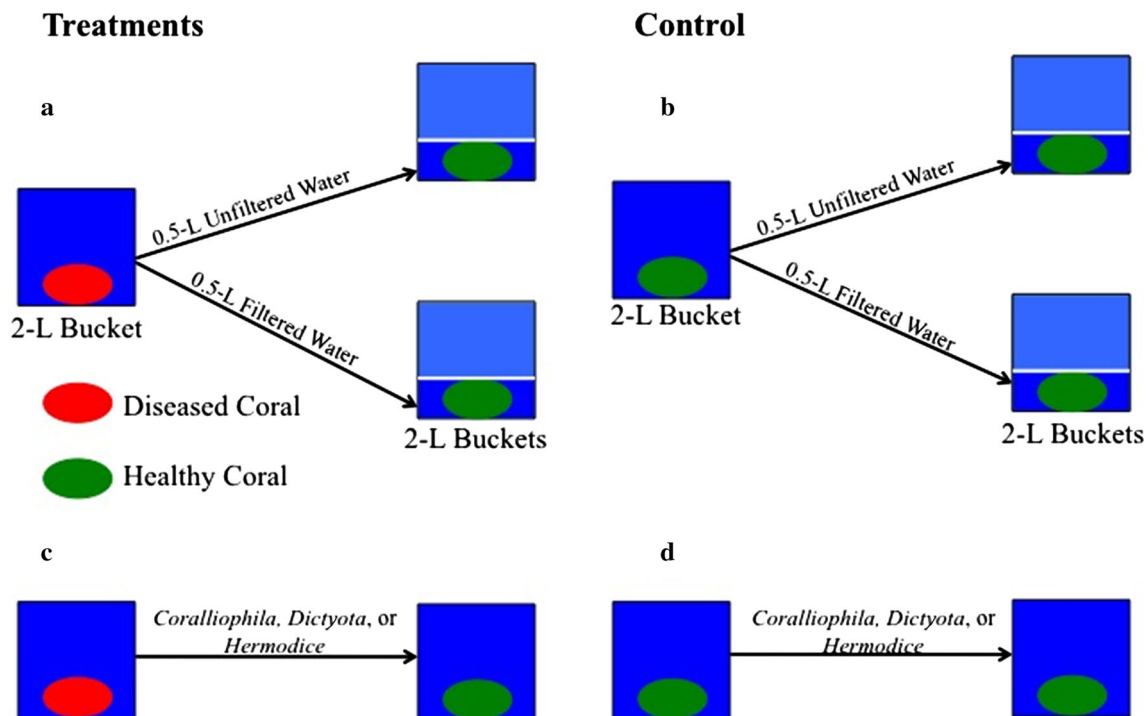 Treatments
a
0.5-L Unfiltered Water
0.5-L Filtered Water
2-L Bucket
2-L Buckets
Diseased Coral
Healthy Coral
Control
b
0.5-L Unfiltered Water
0.5-L Filtered Water
2-L Bucket
2-L Buckets
c
Coralliophila, Dictyota, or
Hermodice
d
Coralliophila, Dictyota, or
Hermodice